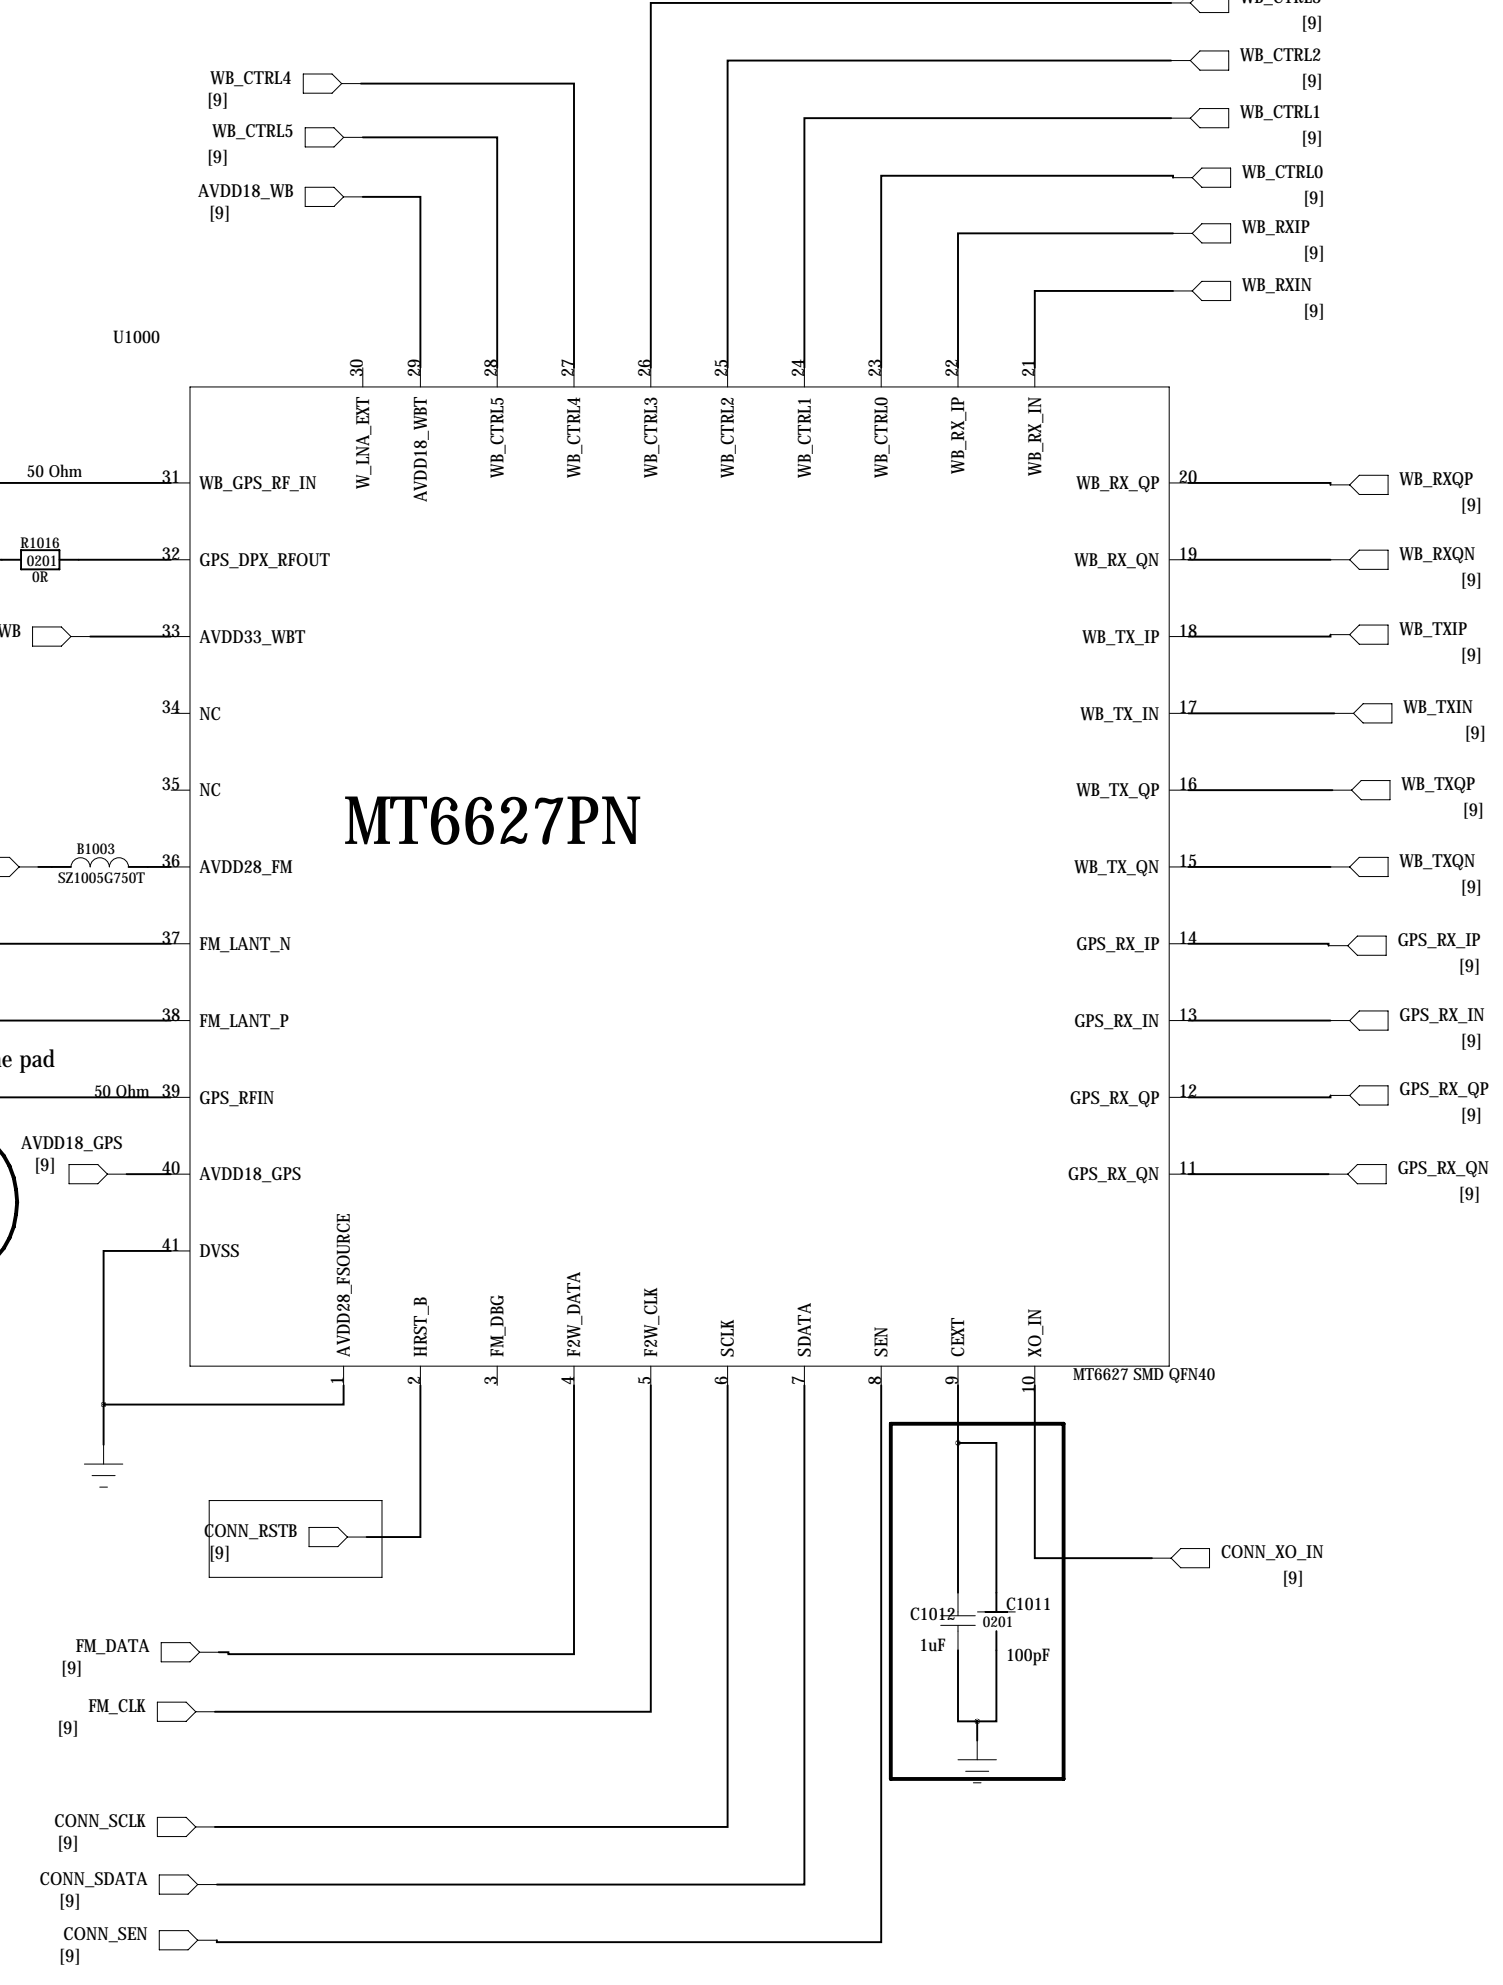 [9]
WB_CTRL2
[9]
WB_CTRL4
[9]
WB_CTRL1
[9]
WB_CTRL5
[9]
WB_CTRL0
[9]
AVDD18_WB
[9]
WB_RXIP
[9]
WB_RXIN
[9]
U1000
30
29
28
27
26
25
24
23
22
21
W_LNA_EXT
AVDD18_WBT
WB_CTRL5
WB_CTRL4
WB_CTRL3
WB_CTRL2
WB_CTRL1
WB_CTRL0
WB_RX_IP
WB_RX_IN
50 Ohm
31
WB_GPS_RF_IN
WB_RX_QP
20
WB_RXQP
[9]
R1016
0201
0R
32
GPS_DPX_RFOUT
WB_RX_QN
19
WB_RXQN
[9]
WB
33
AVDD33_WBT
WB_TX_IP
18
WB_TXIP
[9]
34
NC
WB_TX_IN
17
WB_TXIN
[9]
35
NC
MT6627PN
WB_TX_QP
16
WB_TXQP
[9]
B1003
SZ1005G750T
36
AVDD28_FM
WB_TX_QN
15
WB_TXQN
[9]
37
FM_LANT_N
GPS_RX_IP
14
GPS_RX_IP
[9]
38
FM_LANT_P
GPS_RX_IN
13
GPS_RX_IN
[9]
pad
50 Ohm
39
GPS_RFIN
GPS_RX_QP
12
GPS_RX_QP
[9]
AVDD18_GPS
[9]
40
AVDD18_GPS
GPS_RX_QN
11
GPS_RX_QN
[9]
41
DVSS
AVDD28_FSOURCE
HRST_B
FM_DBG
F2W_DATA
F2W_CLK
SCLK
SDATA
SEN
CEXT
XO_IN
MT6627 SMD QFN40
1
2
3
4
5
6
7
8
9
10
CONN_RSTB
[9]
CONN_XO_IN
[9]
C1012
1uF
C1011
0201
100pF
FM_DATA
[9]
FM_CLK
[9]
CONN_SCLK
[9]
CONN_SDATA
[9]
CONN_SEN
[9]